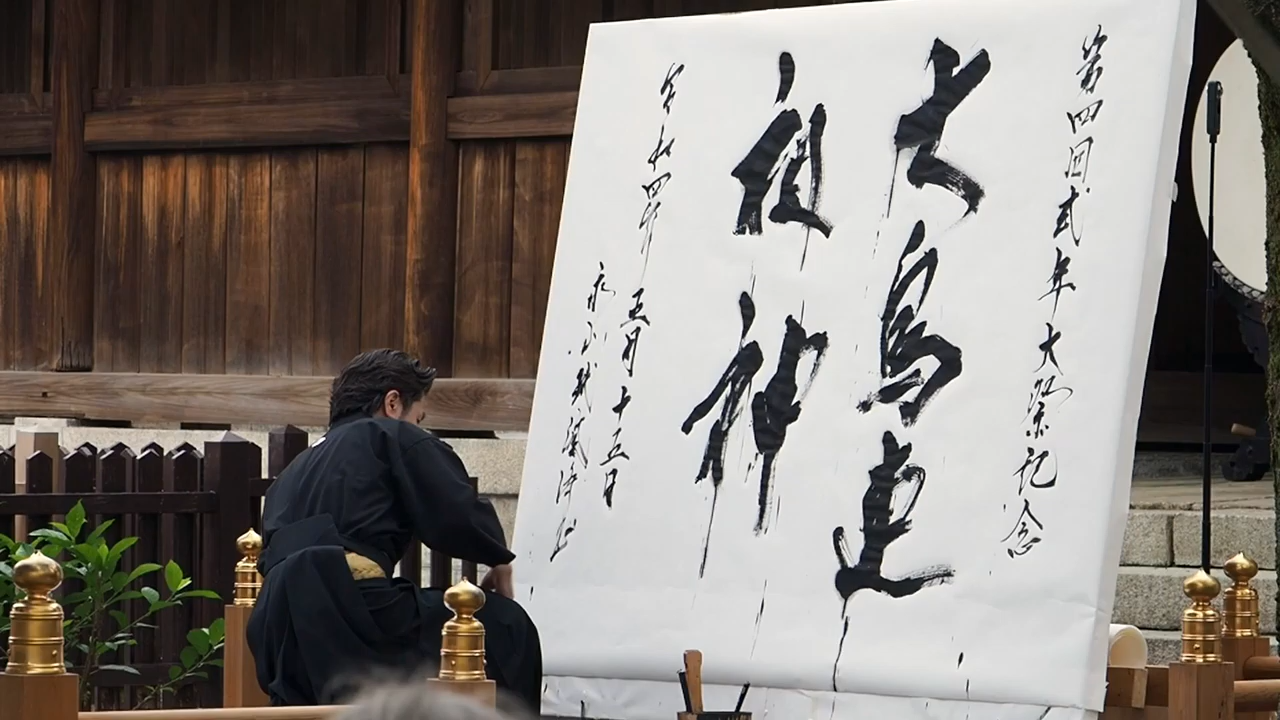 第四回式年大祭記念
大鳥連
祖神
令和四年 五月十五日